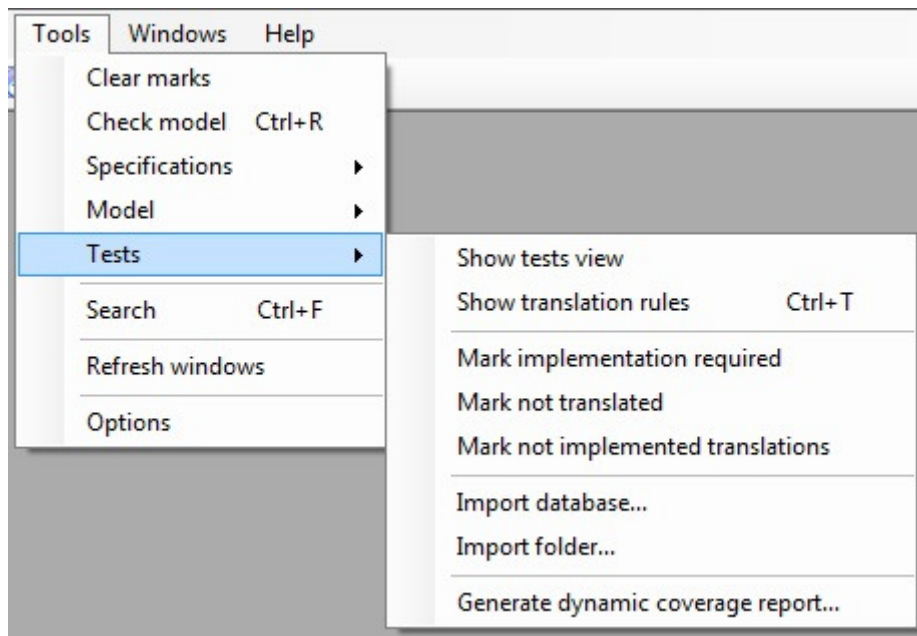 Tools Windows Help
Clear marks
Check model Ctrl+R
Specifications
Model
Tests
Search Ctrl+F
Refresh windows
Options
Show tests view
Show translation rules Ctrl+T
Mark implementation required
Mark not translated
Mark not implemented translations
Import database...
Import folder...
Generate dynamic coverage report...